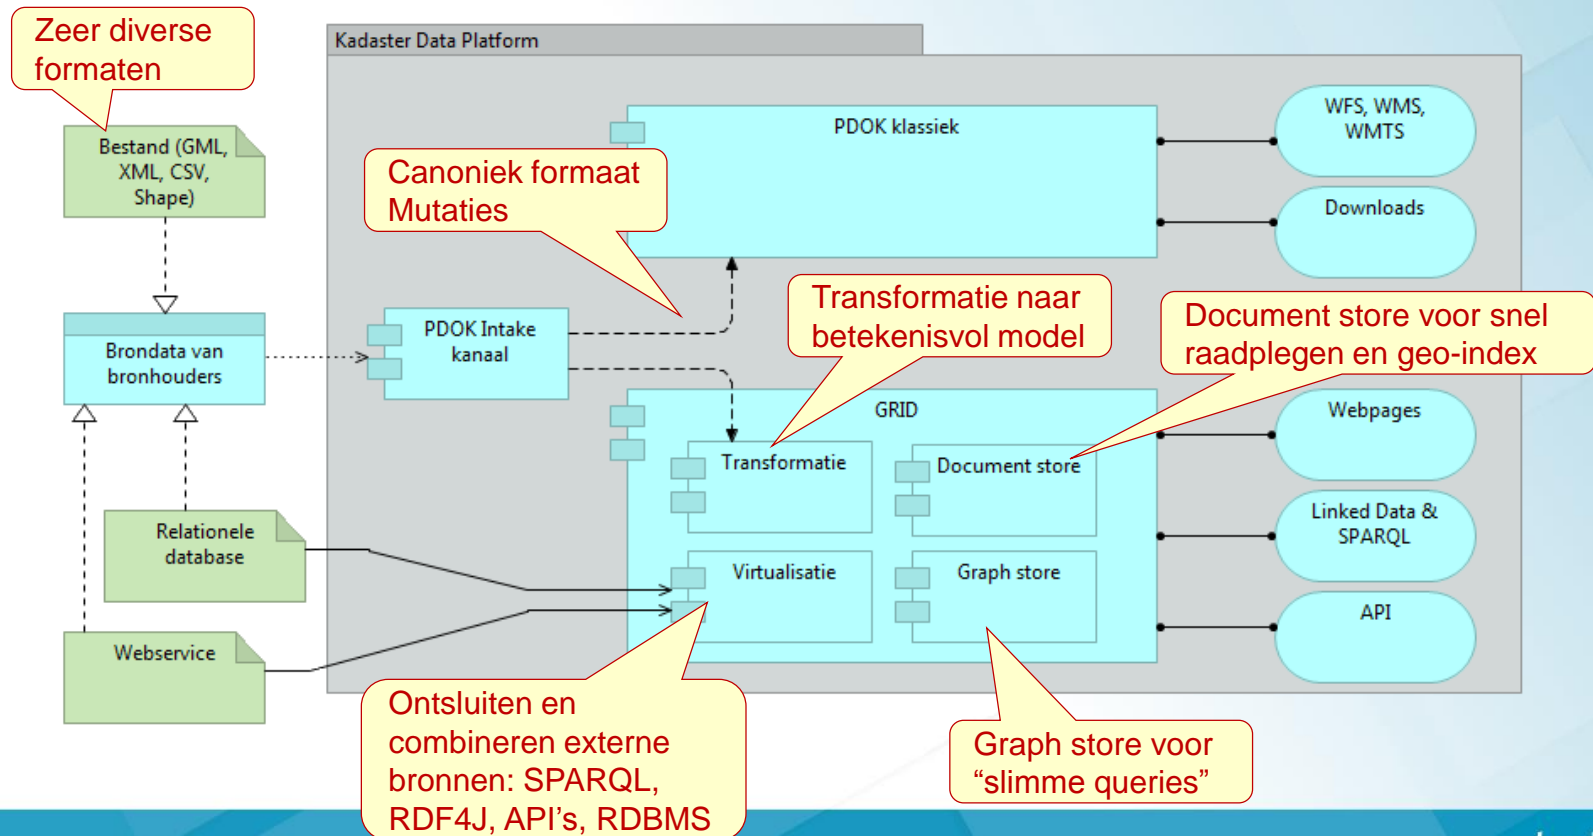 Zeer diverse
formaten
Kadaster Data Platform
Bestand (GML,
XML, CSV,
Shape)
PDOK klassiek
WFS, WMS,
WMTS
Canoniek formaat
Mutaties
Downloads
Transformatie naar
betekenisvol model
Document store voor snel
raadplegen en geo-index
PDOK Intake
kanaal
Brondata van
bronhouders
GRID
Webpages
Transformatie
Document store
Linked Data &
SPARQL
Relationele
database
Virtualisatie
Graph store
API
Webservice
Ontsluiten en
combineren externe
bronnen: SPARQL,
RDF4J, API’s, RDBMS
Graph store voor
“slimme queries”